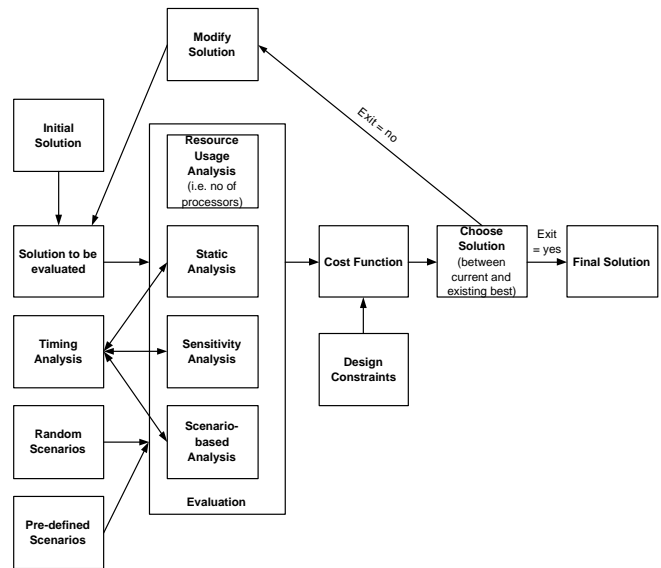 Modify
Solution
Exit = no
Initial
Solution
Resource
Usage
Analysis
(i.e. no of
processors)
Solution to be
evaluated
Static
Analysis
Cost Function
Choose
Solution
(between
current and
existing best)
Exit
= yes
Final Solution
Timing
Analysis
Sensitivity
Analysis
Design
Constraints
Random
Scenarios
Scenario-
based
Analysis
Evaluation
Pre-defined
Scenarios